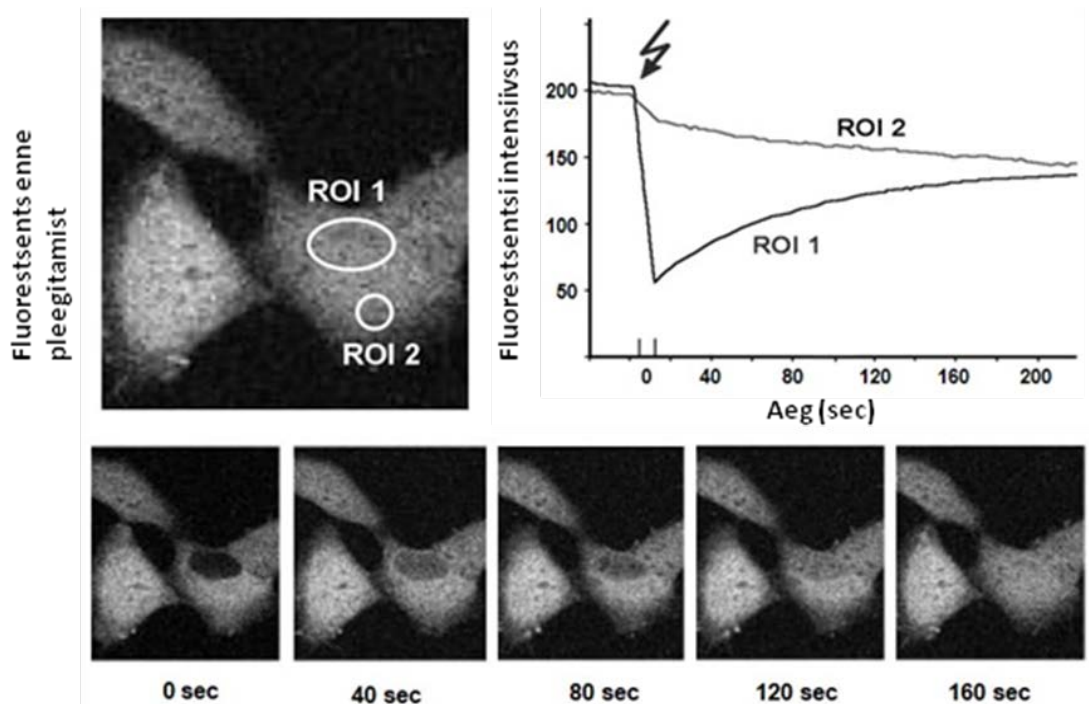 Fluorestsents enne
pleegitamist
ROI 1
ROI 2
Fluorestsentsi intensiivsus
200
150
100
50
ROI 2
ROI 1
0 40 80 120 160 200
Aeg (sec)
0 sec
40 sec
80 sec
120 sec
160 sec